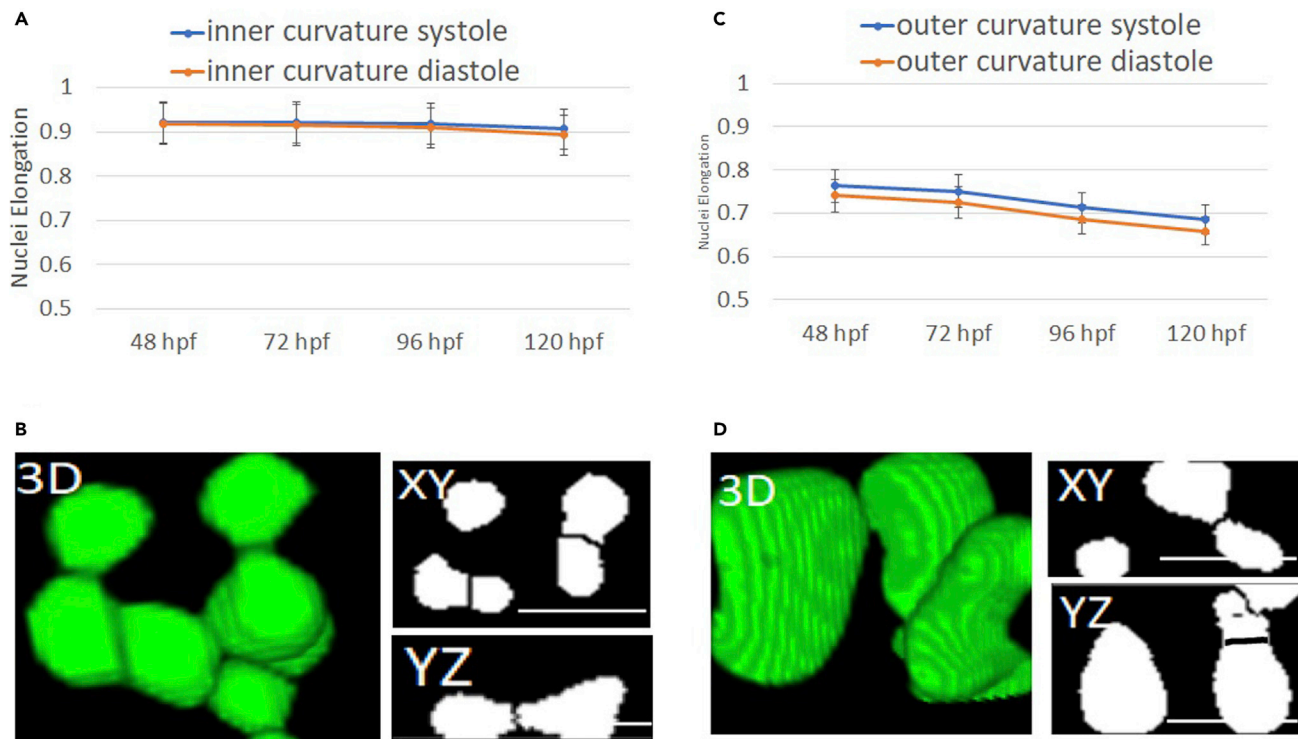 A
inner curvature systole
inner curvature diastole
Nuclei Elongation
1
0.9
0.8
0.7
0.6
0.5
48 hpf
72 hpf
96 hpf
120 hpf
C
outer curvature systole
outer curvature diastole
Nuclei Elongation
1
0.9
0.8
0.7
0.6
0.5
48 hpf
72 hpf
96 hpf
120 hpf
B
3D
XY
YZ
D
3D
XY
YZ